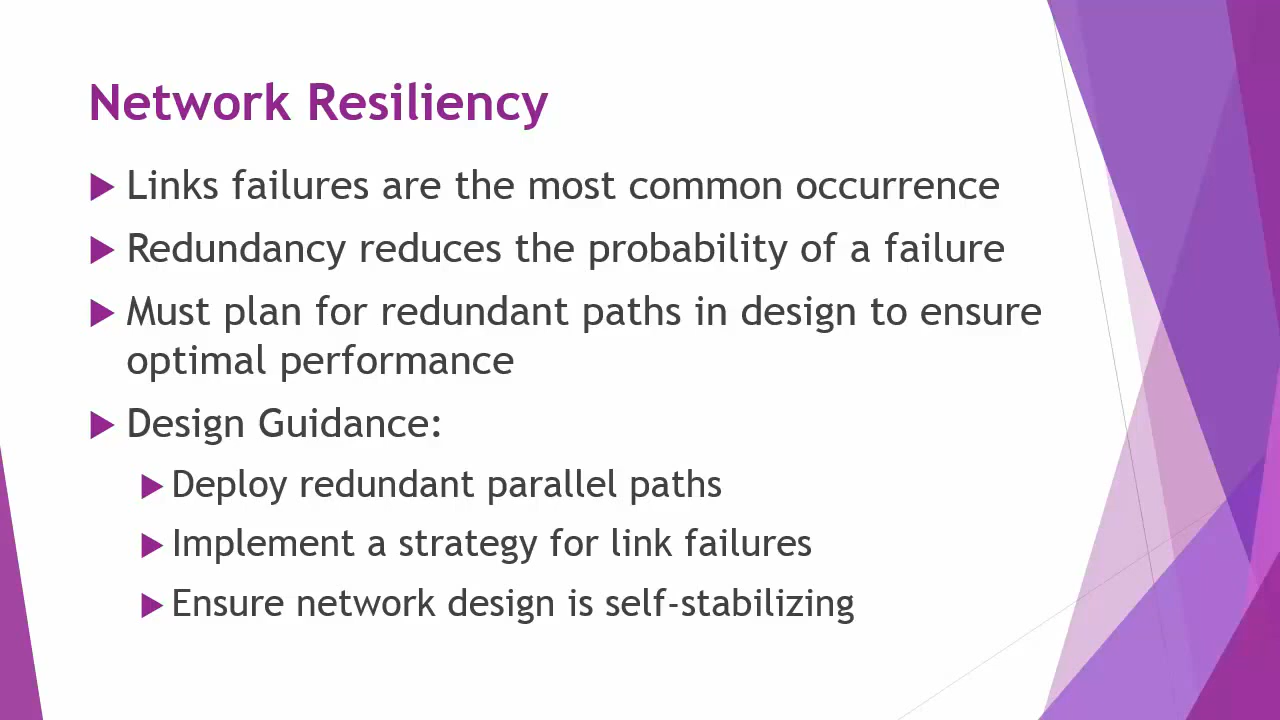 Network Resiliency
Links failures are the most common occurrence
Redundancy reduces the probability of a failure
Must plan for redundant paths in design to ensure
optimal performance
Design Guidance:
Deploy redundant parallel paths
Implement a strategy for link failures
Ensure network design is self-stabilizing